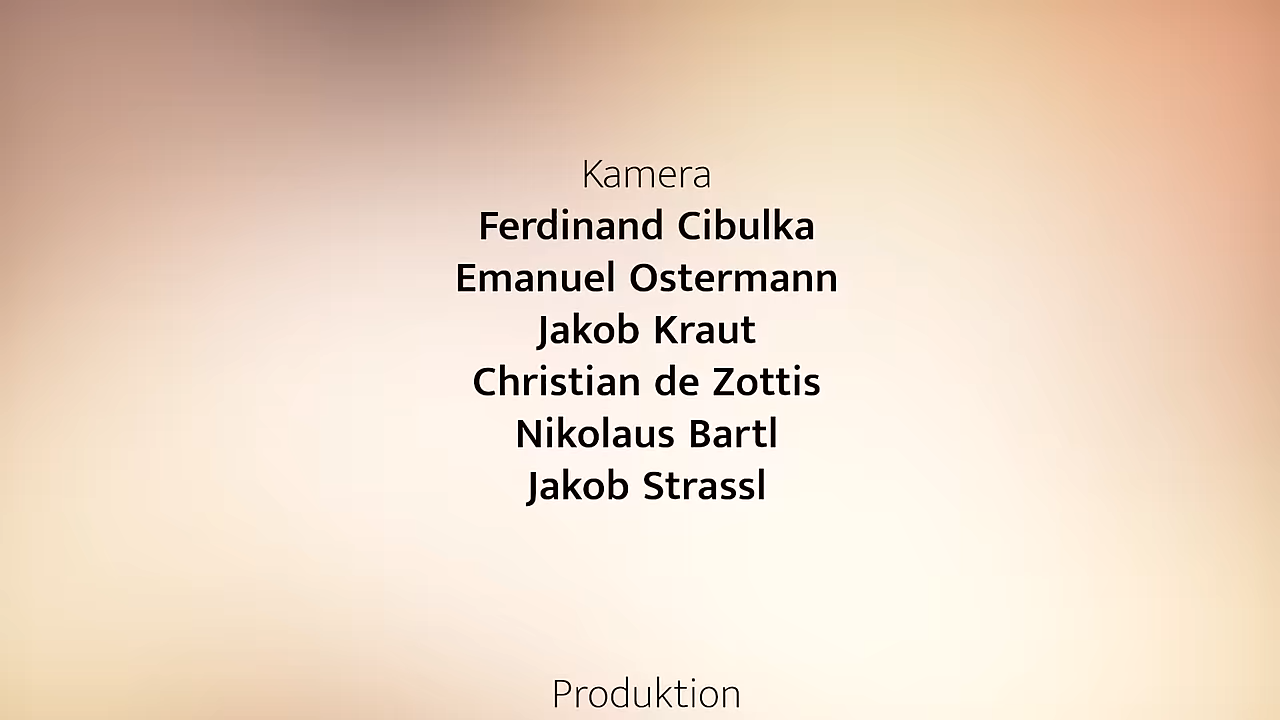 Kamera
Ferdinand Cibulka
Emanuel Ostermann
Jakob Kraut
Christian de Zottis
Nikolaus Bartl
Jakob Strassl
Produktion